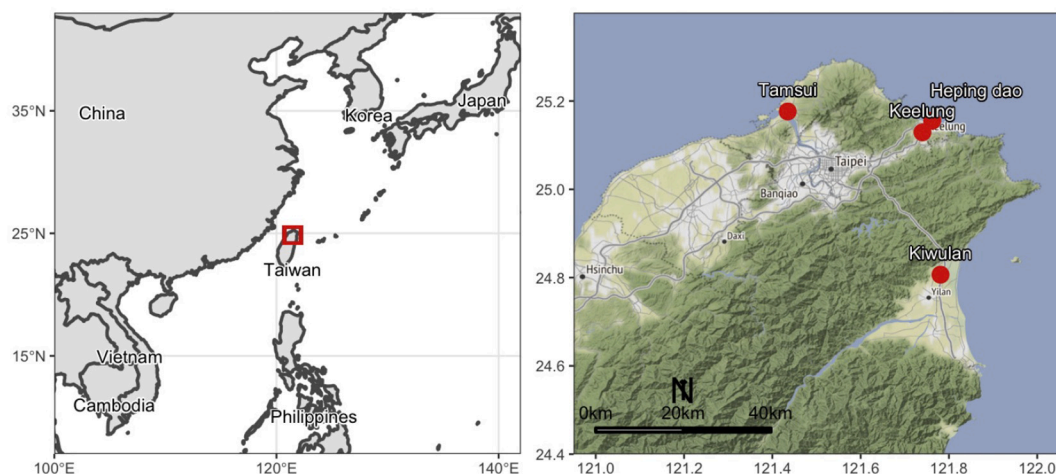 China
Korea
Japan
Taiwan
Vietnam
Cambodia
Philippines
35°N
25°N
15°N
100°E
120°E
140°E
Tamsui
Heping dao
Keelung
Taipei
Banqiao
Daxi
Hsinchu
Kiwulan
Yilan
N
0km
20km
40km
25.2
25.0
24.8
24.6
24.4
121.0
121.2
121.4
121.6
121.8
122.0